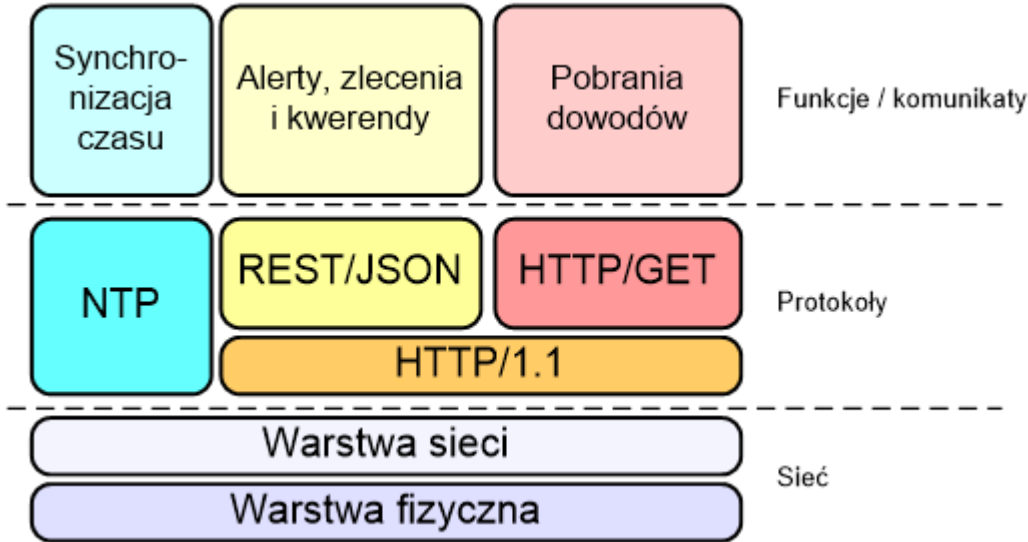 Synchro-
nizacja
czasu
Alerty, zlecenia
i kwerendy
Pobrania
dowodów
Funkcje / komunikaty
NTP
REST/JSON
HTTP/GET
HTTP/1.1
Protokoły
Warstwa sieci
Warstwa fizyczna
Sieć